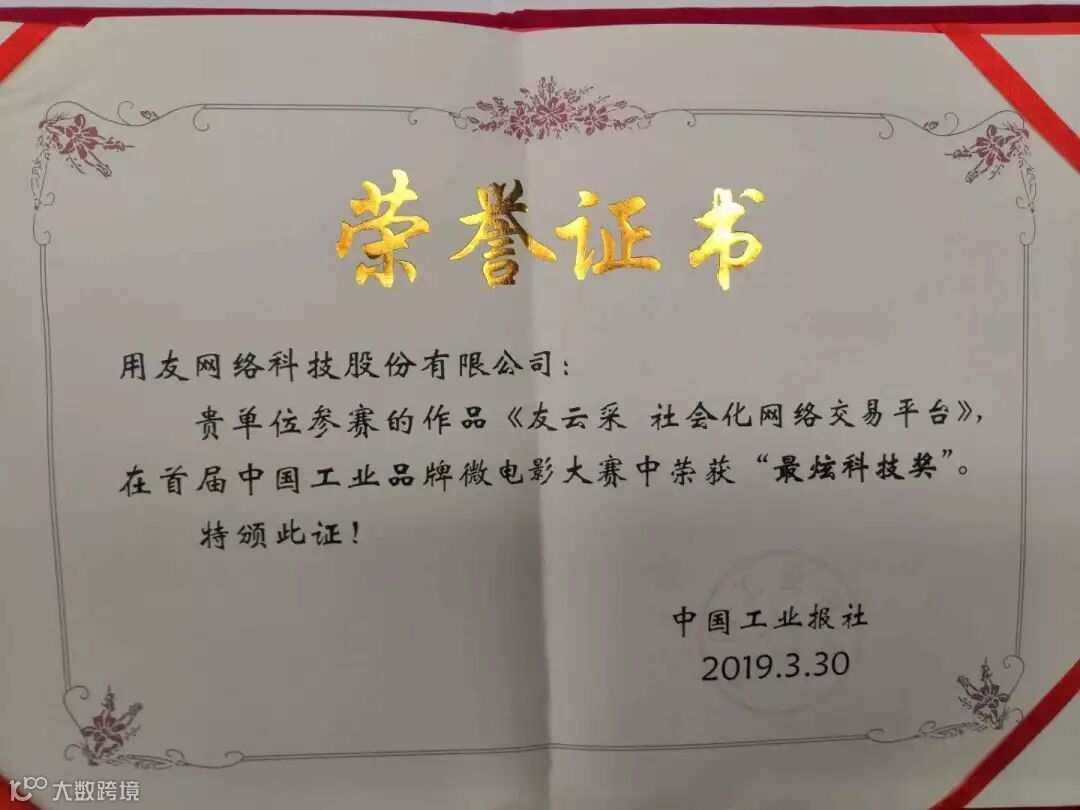 荣誉证书
用友网络科技股份有限公司：
贵单位参赛的作品《友云采 社会化网络交易平台》，
在首届中国工业品牌微电影大赛中荣获“最炫科技奖”。
特颁此证！
中国工业报社
2019.3.30
大数跨境